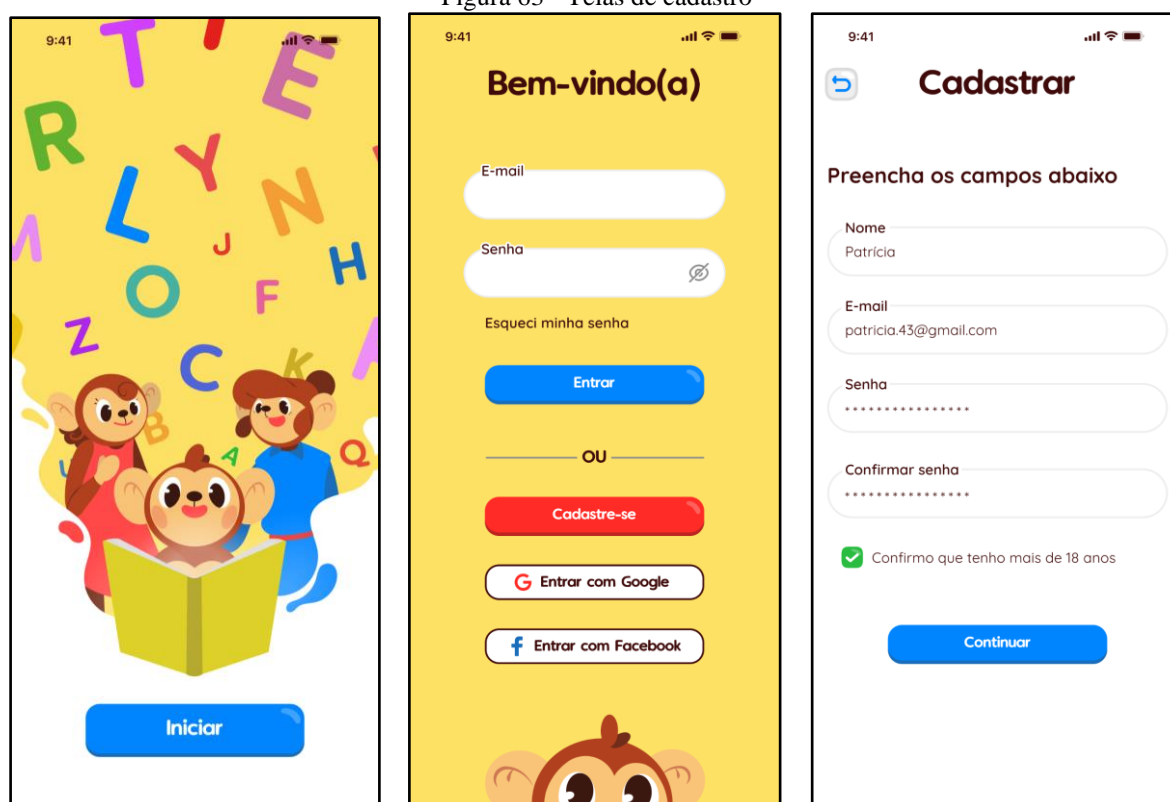 Figura 63 - Telas de cadastro
9:41
T
I
E
R
Y
L
N
M
J
H
O
F
Z
C
K
A
B
A
Q
U
Iniciar
9:41
Bem-vindo(a)
E-mail
Senha
Esqueci minha senha
Entrar
OU
Cadastre-se
G Entrar com Google
f Entrar com Facebook
9:41
Cadastrar
Preencha os campos abaixo
Nome
Patrícia
E-mail
patricia.43@gmail.com
Senha
****************
Confirmar senha
****************
Confirmo que tenho mais de 18 anos
Continuar